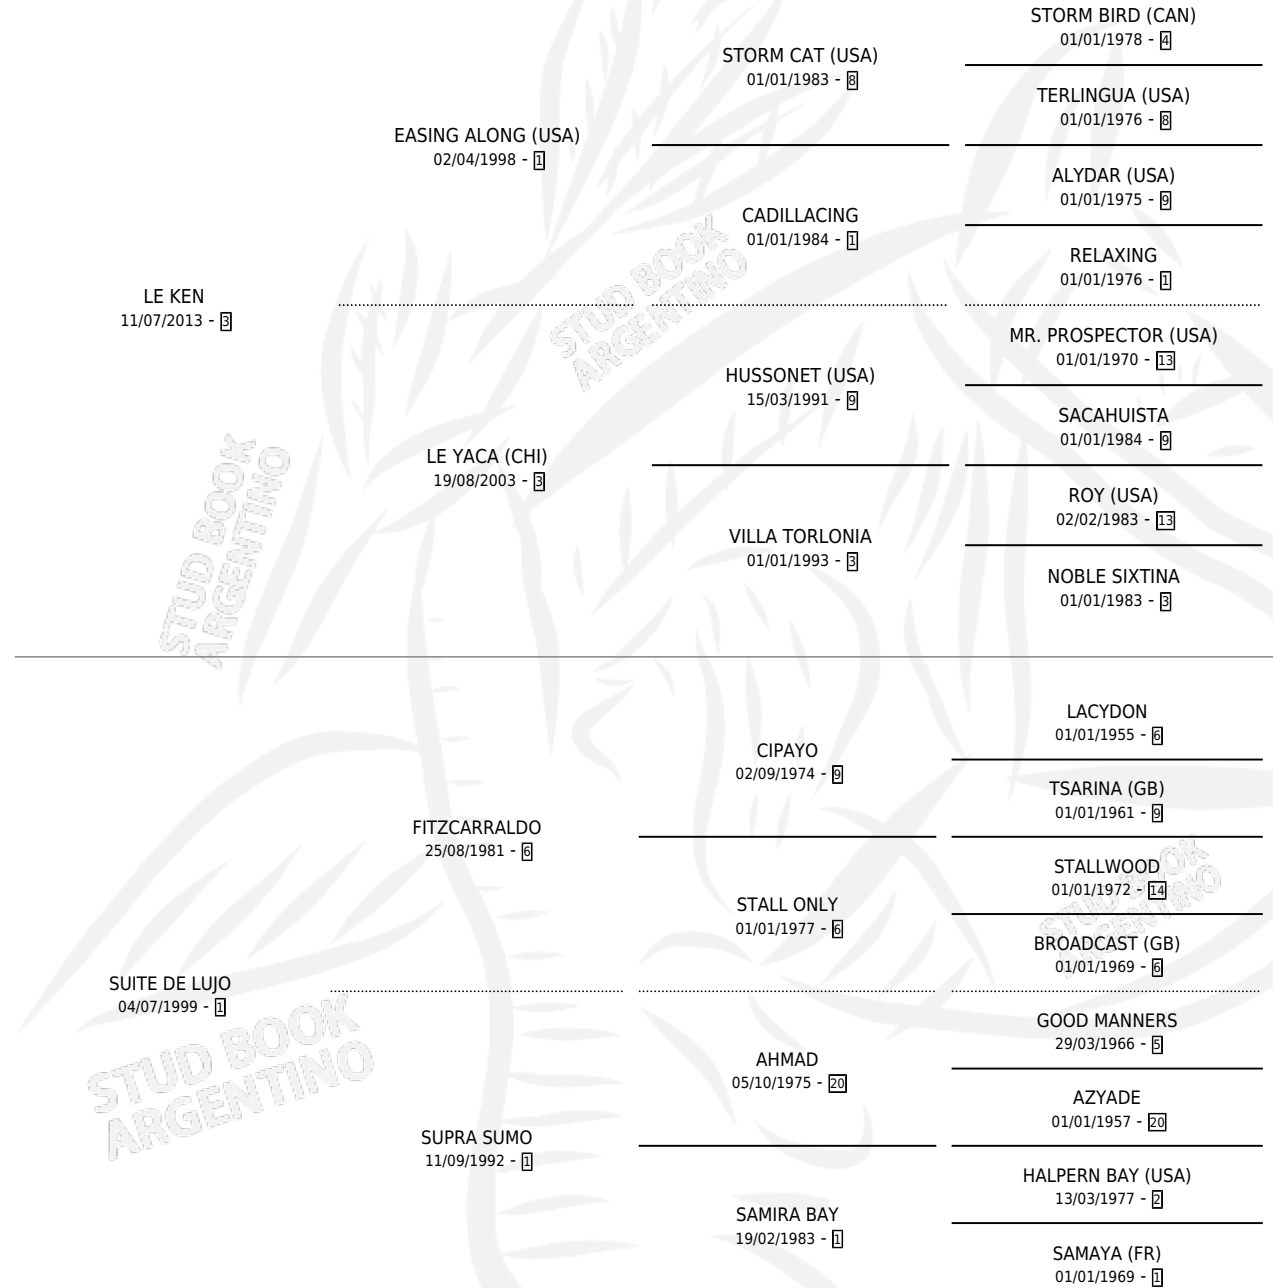 STORM BIRD (CAN)
01/01/1978 - 4
STORM CAT (USA)
01/01/1983 - 8
TERLINGUA (USA)
01/01/1976 - 8
EASING ALONG (USA)
02/04/1998 - 1
ALYDAR (USA)
01/01/1975 - 9
CADILLACING
01/01/1984 - 1
RELAXING
01/01/1976 - 1
LE KEN
11/07/2013 - 3
MR. PROSPECTOR (USA)
01/01/1970 - 13
HUSSONET (USA)
15/03/1991 - 9
SACAHUISTA
01/01/1984 - 9
LE YACA (CHI)
19/08/2003 - 3
ROY (USA)
02/02/1983 - 13
VILLA TORLONIA
01/01/1993 - 3
NOBLE SIXTINA
01/01/1983 - 3
LACYDON
01/01/1955 - 6
CIPAYO
02/09/1974 - 9
TSARINA (GB)
01/01/1961 - 9
FITZCARRALDO
25/08/1981 - 6
STALLWOOD
01/01/1972 - 14
STALL ONLY
01/01/1977 - 6
BROADCAST (GB)
01/01/1969 - 6
SUITE DE LUJO
04/07/1999 - 1
GOOD MANNERS
29/03/1966 - 5
AHMAD
05/10/1975 - 20
AZYADE
01/01/1957 - 20
SUPRA SUMO
11/09/1992 - 1
HALPERN BAY (USA)
13/03/1977 - 2
SAMIRA BAY
19/02/1983 - 1
SAMAYA (FR)
01/01/1969 - 1
STUD BOOK
ARGENTINO
STUD BOOK
ARGENTINO
STUD BOOK
ARGENTINO
STUD BOOK
ARGENTINO